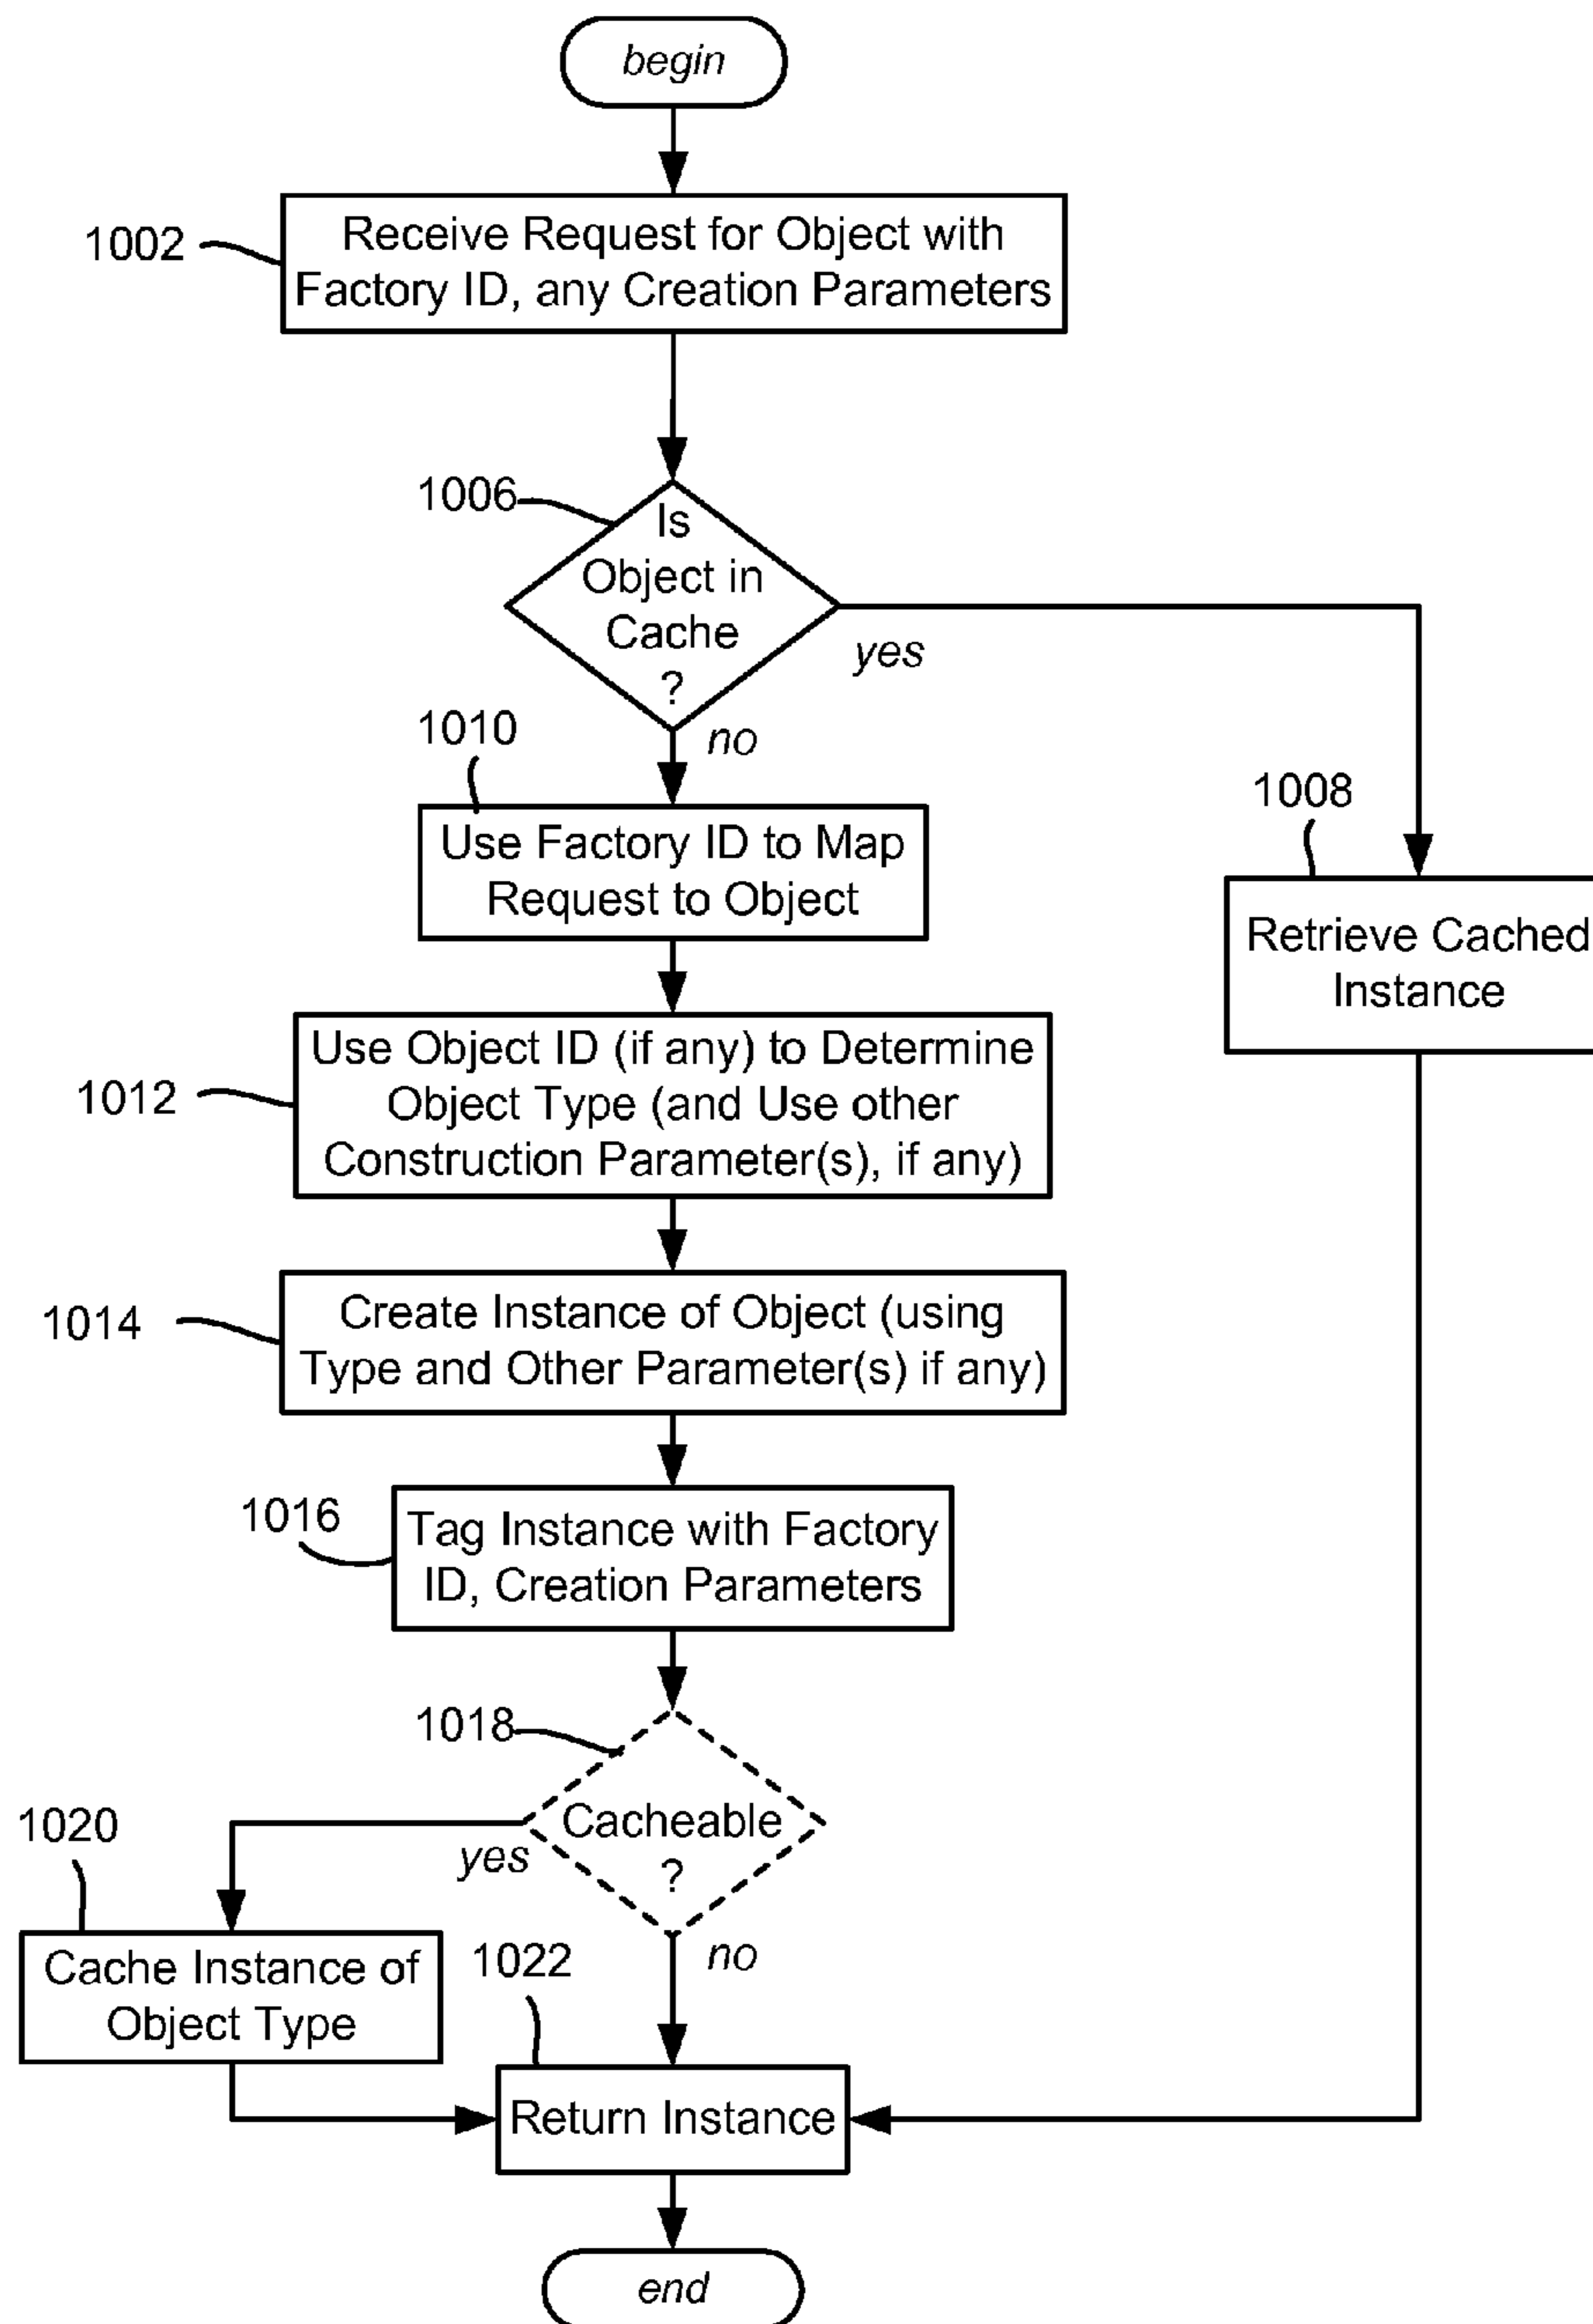 begin
1002
Receive Request for Object with
Factory ID, any Creation Parameters
1006
Is
Object in
Cache
?
yes
no
1010
Use Factory ID to Map
Request to Object
1008
Retrieve Cached
Instance
1012
Use Object ID (if any) to Determine
Object Type (and Use other
Construction Parameter(s), if any)
1014
Create Instance of Object (using
Type and Other Parameter(s) if any)
1016
Tag Instance with Factory
ID, Creation Parameters
1018
Cacheable
?
yes
no
1020
Cache Instance of
Object Type
1022
Return Instance
end